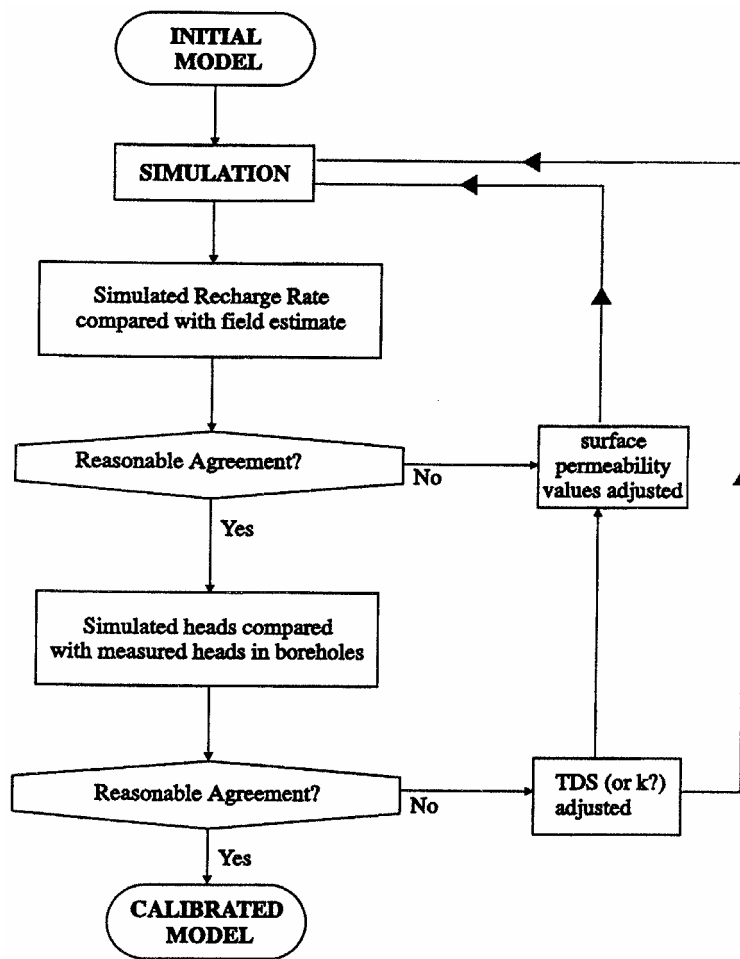 INITIAL
MODEL
SIMULATION
Simulated Recharge Rate
compared with field estimate
Reasonable Agreement?
No
surface
permeability
values adjusted
Yes
Simulated heads compared
with measured heads in boreholes
Reasonable Agreement?
No
TDS (or k?)
adjusted
Yes
CALIBRATED
MODEL